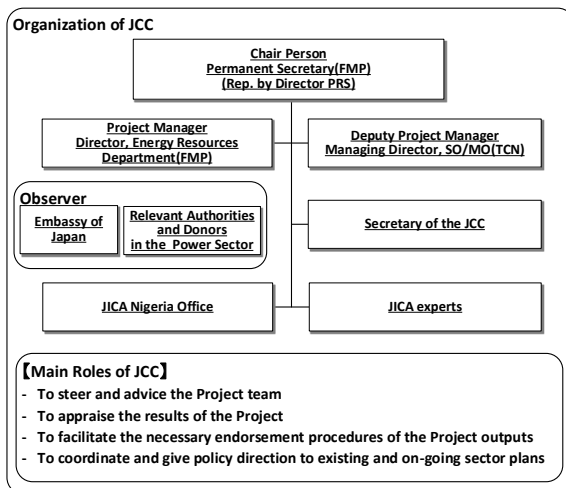 Organization of JCC
Chair Person
Permanent Secretary(FMP)
(Rep. by Director PRS)
Project Manager
Director, Energy Resources
Department(FMP)
Deputy Project Manager
Managing Director, SO/MO(TCN)
Observer
Embassy of
Japan
Relevant Authorities
and Donors
in the Power Sector
Secretary of the JCC
JICA Nigeria Office
JICA experts
【Main Roles of JCC】
- To steer and advice the Project team
- To appraise the results of the Project
- To facilitate the necessary endorsement procedures of the Project outputs
- To coordinate and give policy direction to existing and on-going sector plans